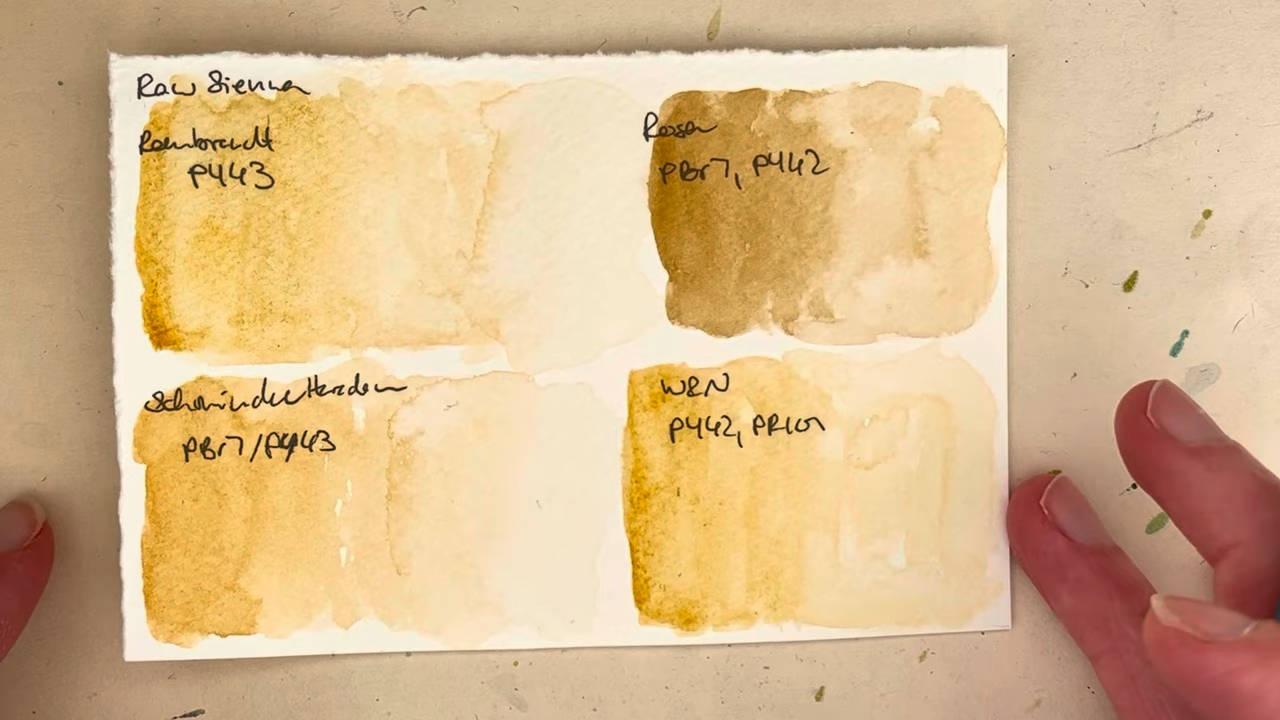 Raw Sienna
Rembrandt
PY43
Rosa
PBr7, PY42
Schmincke Horadam
PBr7/PY43
W&N
PY42, PR101